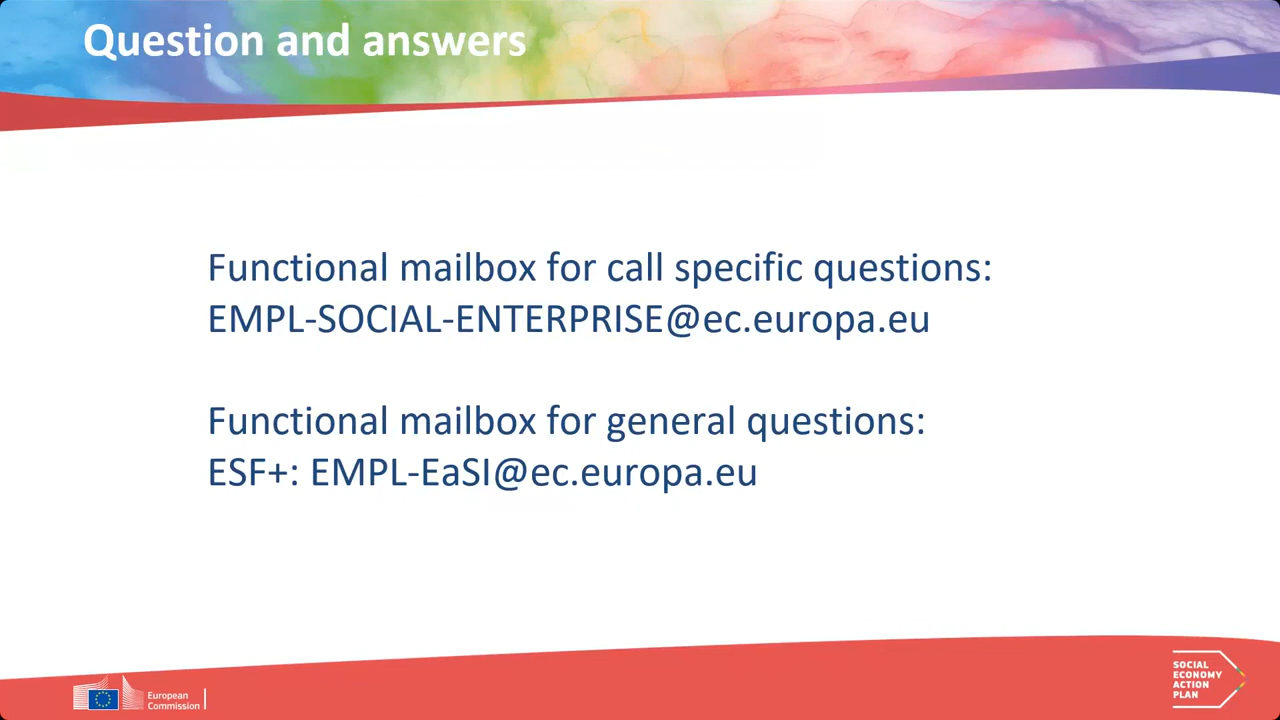 Question and answers
Functional mailbox for call specific questions:
EMPL-SOCIAL-ENTERPRISE@ec.europa.eu
Functional mailbox for general questions:
ESF+: EMPL-EaSI@ec.europa.eu
European
Commission
SOCIAL
ECONOMY
ACTION
PLAN